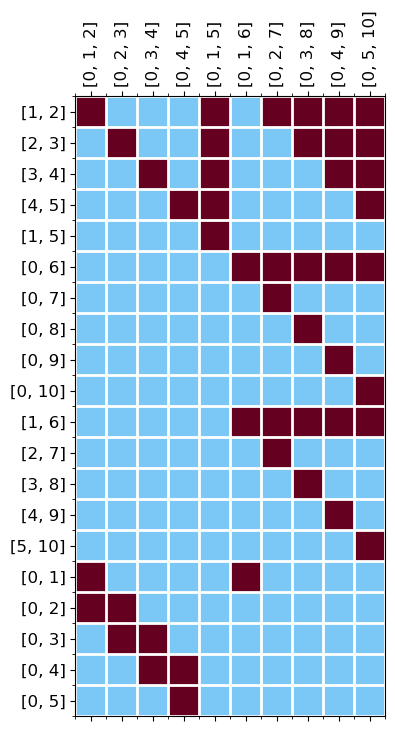 [0, 1, 2]
[0, 2, 3]
[0, 3, 4]
[0, 4, 5]
[0, 1, 5]
[0, 1, 6]
[0, 2, 7]
[0, 3, 8]
[0, 4, 9]
[0, 5, 10]
[1, 2]
[2, 3]
[3, 4]
[4, 5]
[1, 5]
[0, 6]
[0, 7]
[0, 8]
[0, 9]
[0, 10]
[1, 6]
[2, 7]
[3, 8]
[4, 9]
[5, 10]
[0, 1]
[0, 2]
[0, 3]
[0, 4]
[0, 5]